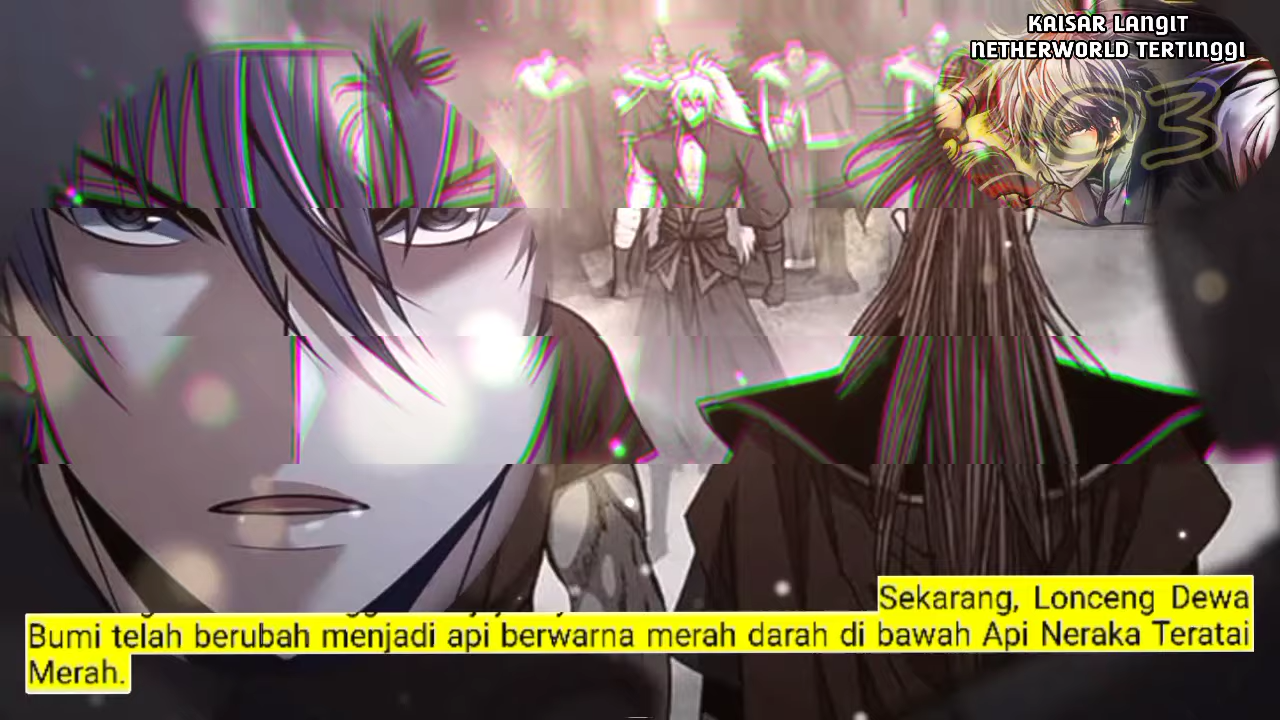 KAISAR LANGIT
NETHERWORLD TERTINGGI
03
Sekarang, Lonceng Dewa
Bumi telah berubah menjadi api berwarna merah darah di bawah Api Neraka Teratai
Merah.